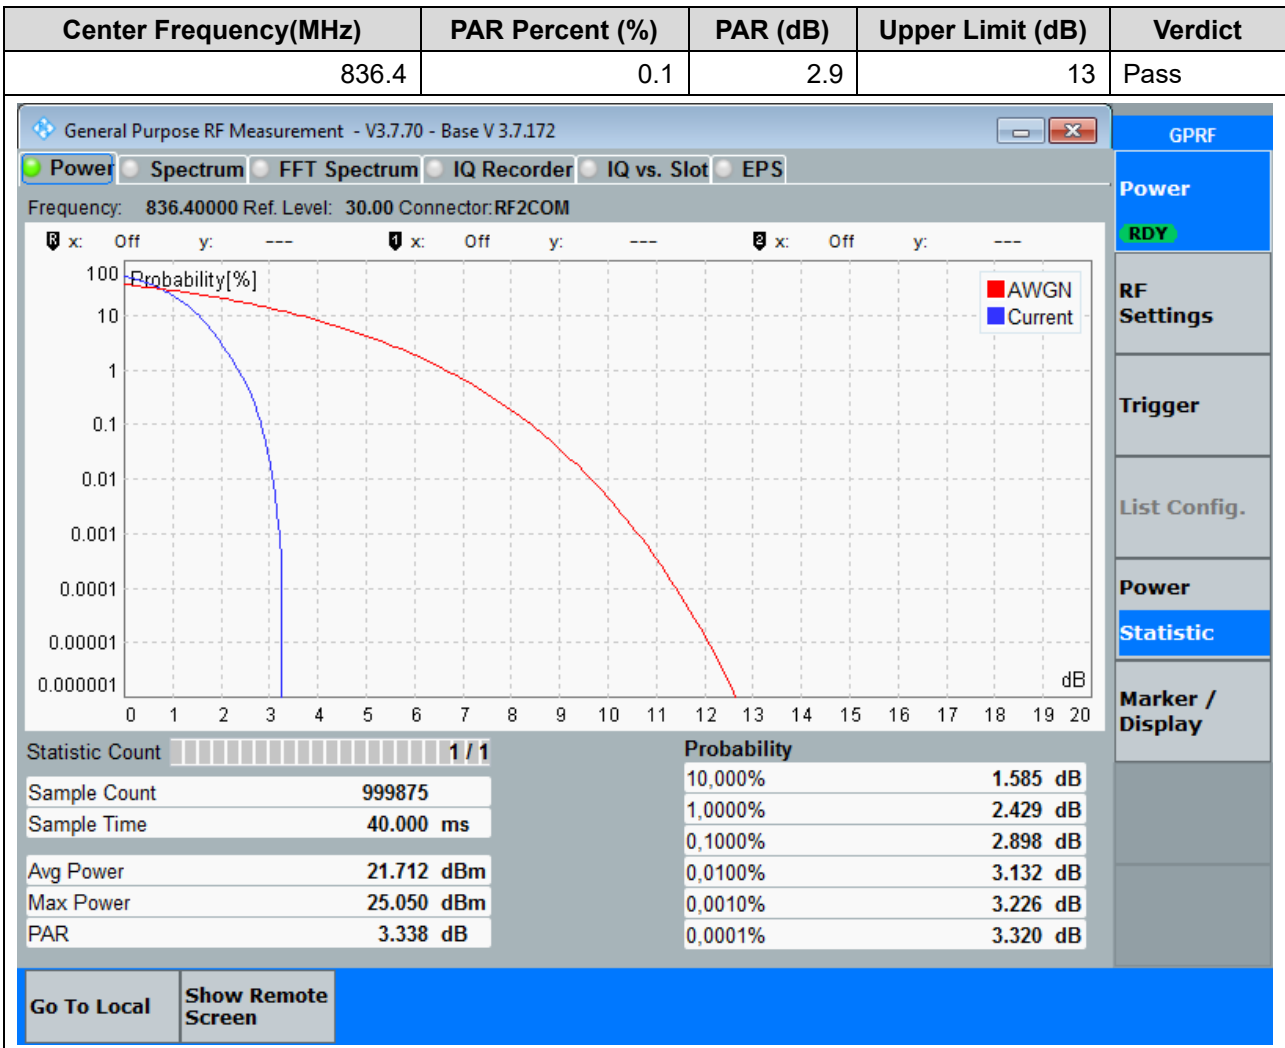 Center Frequency(MHz) PAR Percent (%) PAR (dB) Upper Limit (dB) Verdict
836.4 0.1 2.9 13 Pass
General Purpose RF Measurement - V3.7.70 - Base V 3.7.172
GPRF
Power Spectrum FFT Spectrum IQ Recorder IQ vs. Slot EPS
Power
RDY
Frequency: 836.40000 Ref. Level: 30.00 Connector: RF2COM
R x: Off y: --- 1 x: Off y: --- 2 x: Off y: ---
Probability[%]
100
10
1
0.1
0.01
0.001
0.0001
0.00001
0.000001
AWGN
Current
dB
0 1 2 3 4 5 6 7 8 9 10 11 12 13 14 15 16 17 18 19 20
RF
Settings
Trigger
List Config.
Power
Statistic
Marker /
Display
Statistic Count 1 / 1
Sample Count 999875
Sample Time 40.000 ms
Avg Power 21.712 dBm
Max Power 25.050 dBm
PAR 3.338 dB
Probability
10,000% 1.585 dB
1,0000% 2.429 dB
0,1000% 2.898 dB
0,0100% 3.132 dB
0,0010% 3.226 dB
0,0001% 3.320 dB
Go To Local
Show Remote
Screen